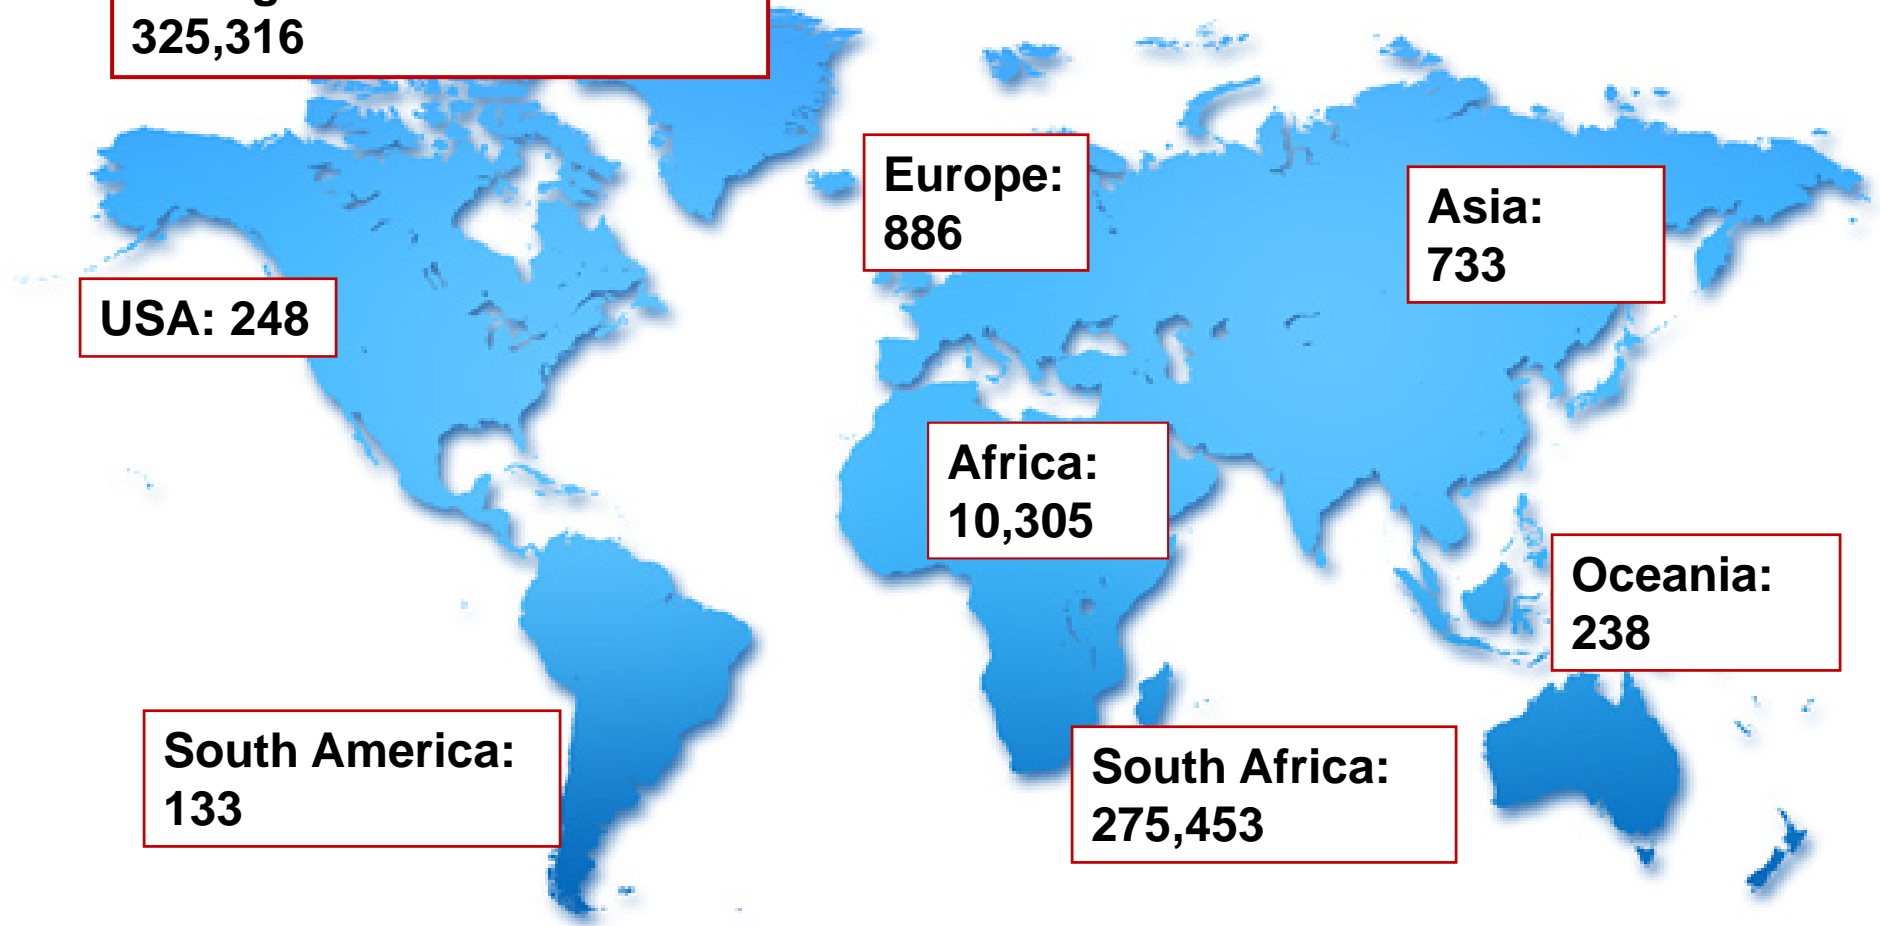 325,316
Europe:
886
Asia:
733
USA: 248
Africa:
10,305
Oceania:
238
South America:
133
South Africa:
275,453